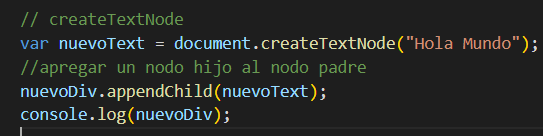 // createTextNode
var nuevoText = document.createTextNode("Hola Mundo");
//apregar un nodo hijo al nodo padre
nuevoDiv.appendChild(nuevoText);
console.log(nuevoDiv);